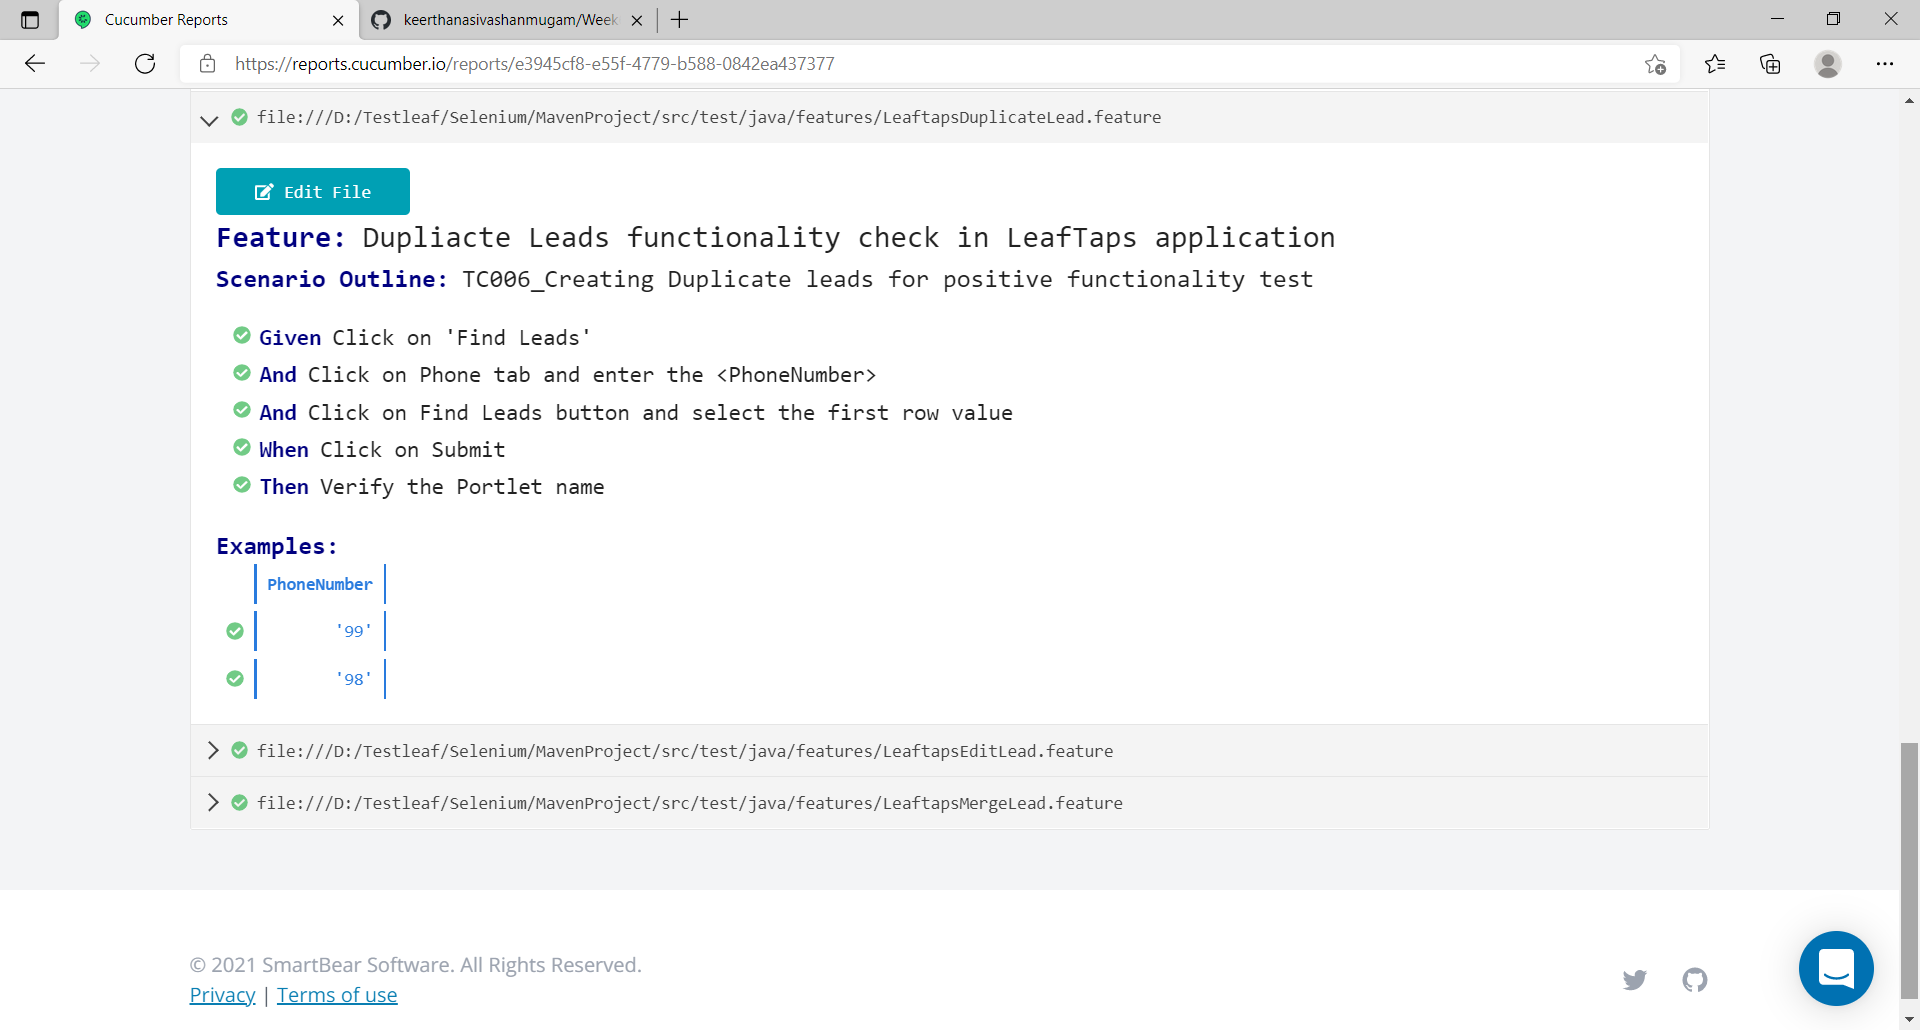 Cucumber Reports
keerthanasivashanmugam/Week
https://reports.cucumber.io/reports/e3945cf8-e55f-4779-b588-0842ea437377
file:///D:/Testleaf/Selenium/MavenProject/src/test/java/features/LeaftapsDuplicateLead.feature
Edit File
Feature: Dupliacte Leads functionality check in LeafTaps application
Scenario Outline: TC006_Creating Duplicate leads for positive functionality test
Given Click on 'Find Leads'
And Click on Phone tab and enter the <PhoneNumber>
And Click on Find Leads button and select the first row value
When Click on Submit
Then Verify the Portlet name
Examples:
PhoneNumber
'99'
'98'
file:///D:/Testleaf/Selenium/MavenProject/src/test/java/features/LeaftapsEditLead.feature
file:///D:/Testleaf/Selenium/MavenProject/src/test/java/features/LeaftapsMergeLead.feature
© 2021 SmartBear Software. All Rights Reserved.
Privacy | Terms of use